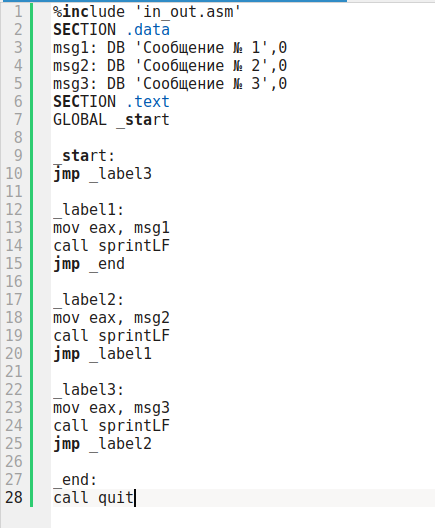 1 %include 'in_out.asm'
2 SECTION .data
3 msg1: DB 'Сообщение № 1',0
4 msg2: DB 'Сообщение № 2',0
5 msg3: DB 'Сообщение № 3',0
6 SECTION .text
7 GLOBAL _start
8
9 _start:
10 jmp _label3
11
12 _label1:
13 mov eax, msg1
14 call sprintLF
15 jmp _end
16
17 _label2:
18 mov eax, msg2
19 call sprintLF
20 jmp _label1
21
22 _label3:
23 mov eax, msg3
24 call sprintLF
25 jmp _label2
26
27 _end:
28 call quit